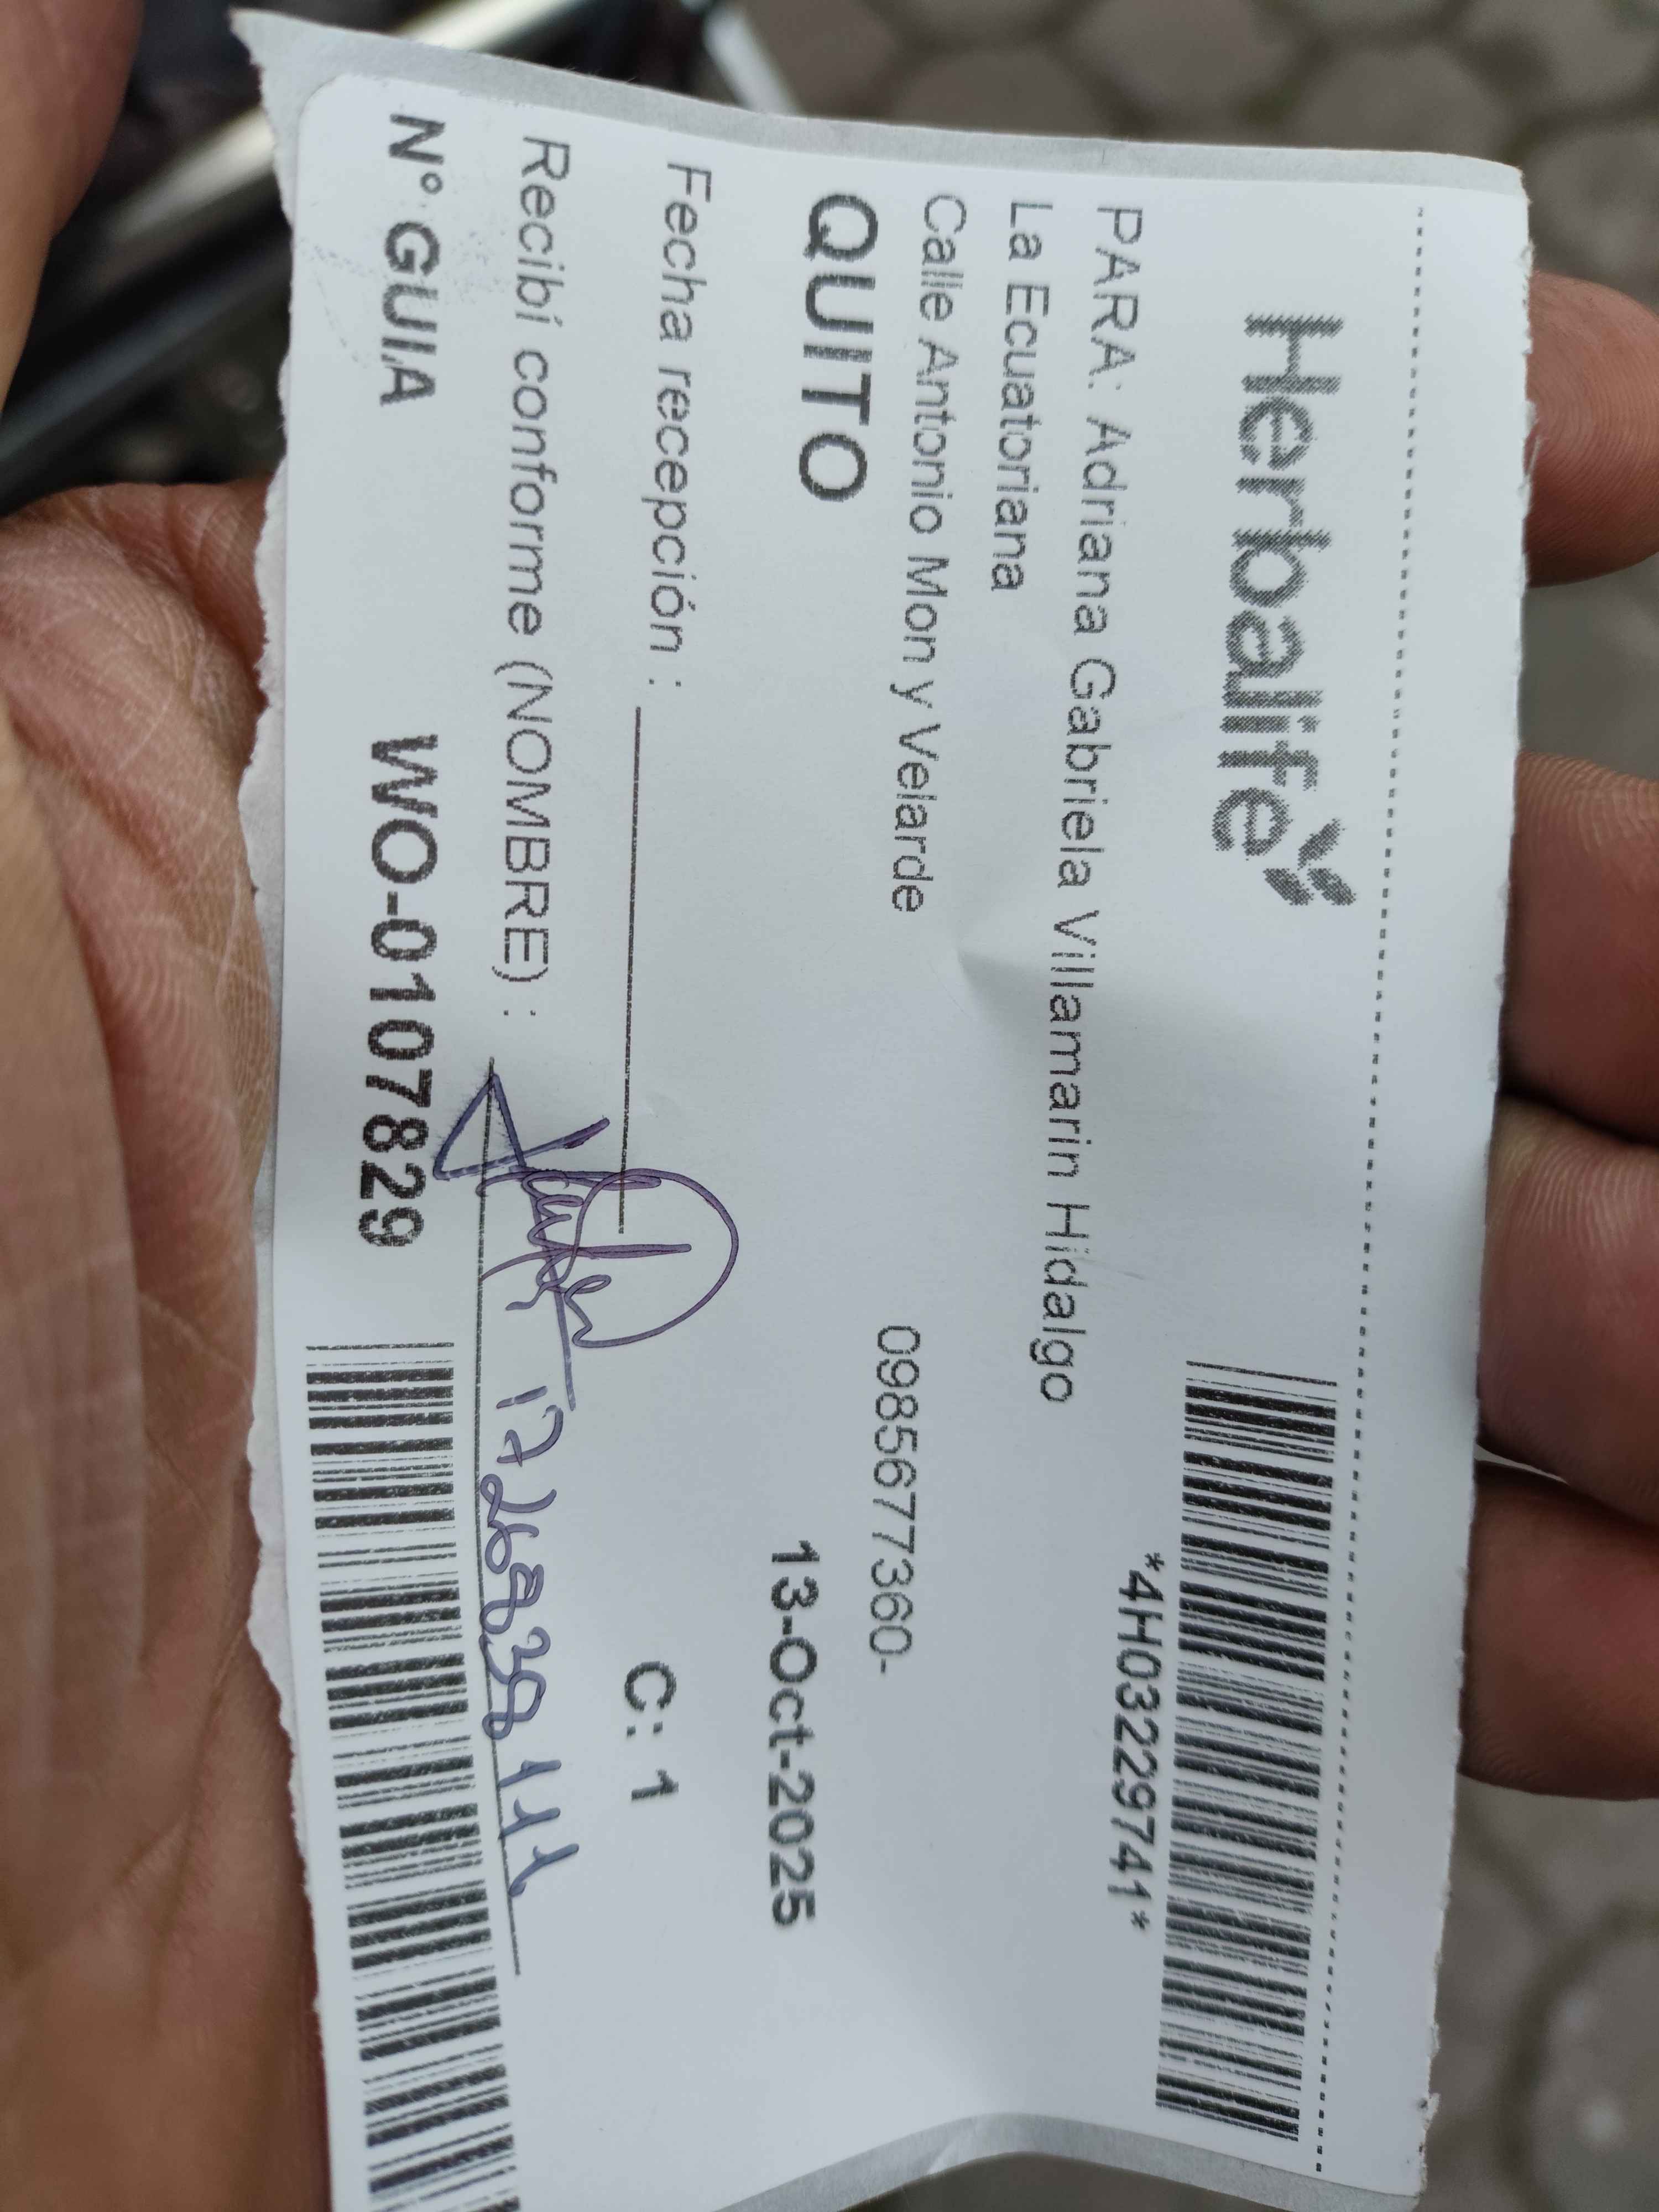 Herbalife
*4H03229741*
PARA: Adriana Gabriela Villamarin Hidalgo
La Ecuatoriana
Calle Antonio Mon y Velarde
0985677360-
QUITO
13-Oct-2025
Fecha recepción :
C: 1
Recibí conforme (NOMBRE) :
N° GUIA WO-0107829